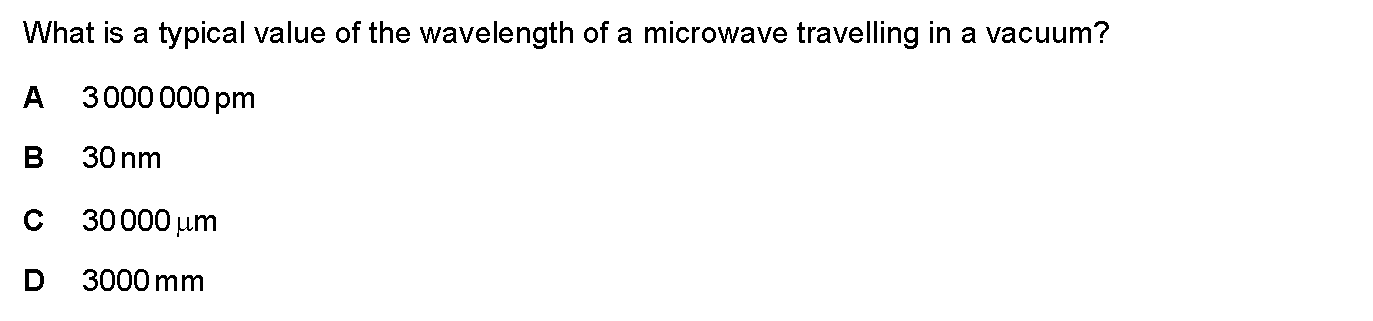 What is a typical value of the wavelength of a microwave travelling in a vacuum?
A 3 000 000 pm
B 30 nm
C 30 000 μm
D 3000 mm